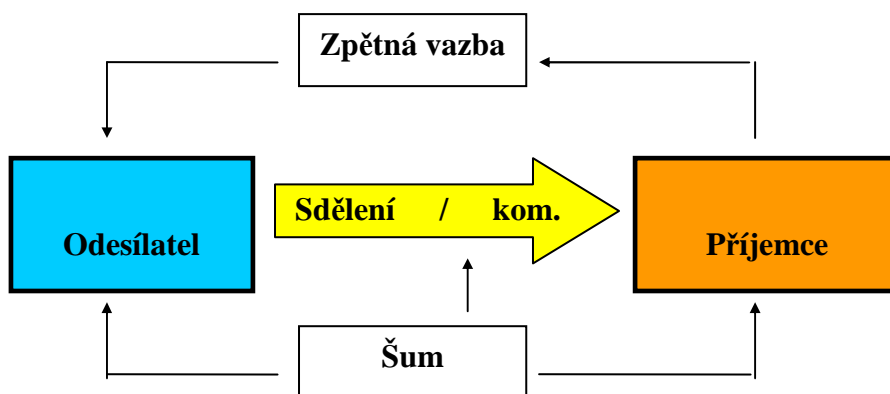 Zpětná vazba
Sdělení / kom.
Odesílatel
Příjemce
Šum